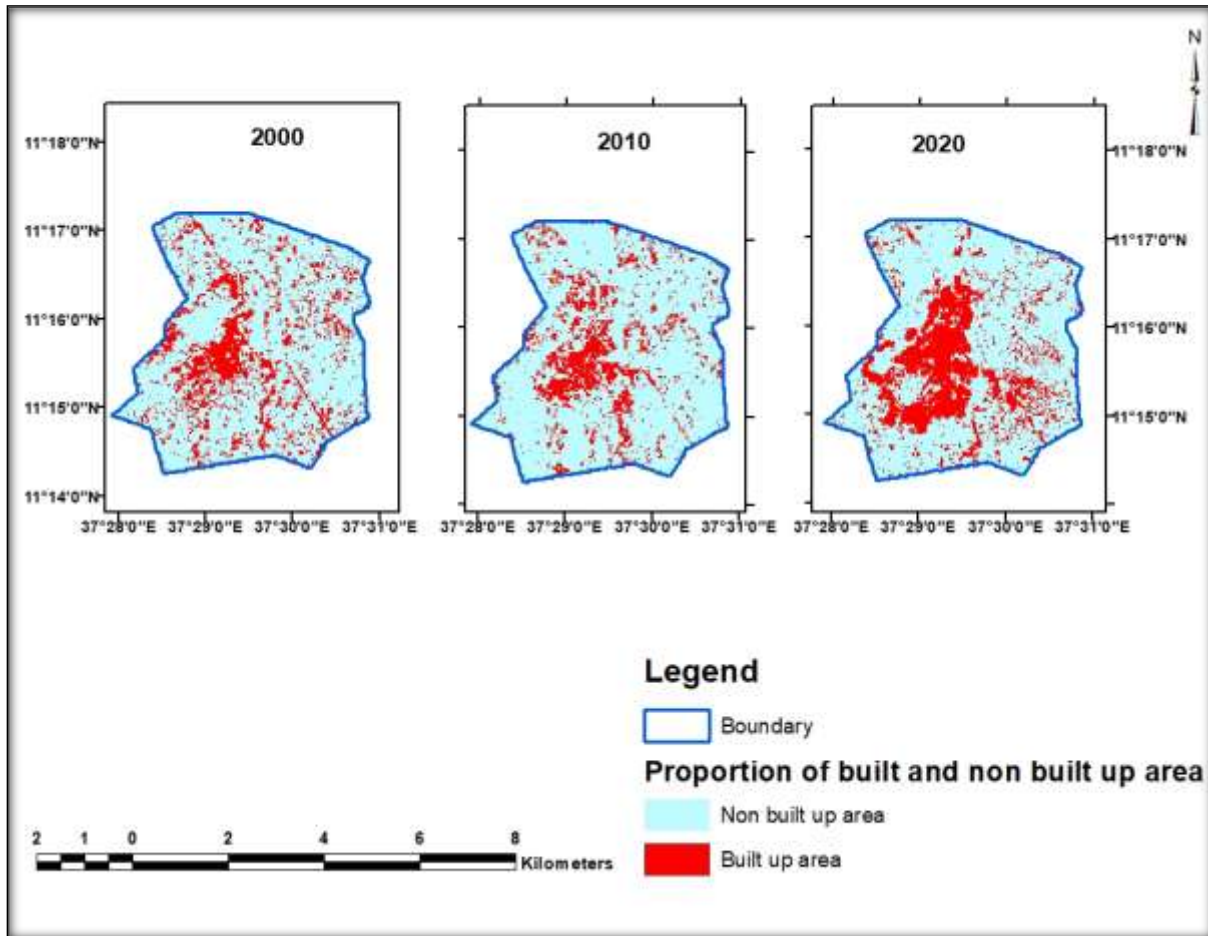 N
2000
2010
2020
11°18'0"N
11°17'0"N
11°16'0"N
11°15'0"N
11°14'0"N
11°18'0"N
11°17'0"N
11°16'0"N
11°15'0"N
37°28'0"E 37°29'0"E 37°30'0"E 37°31'0"E
37°28'0"E 37°29'0"E 37°30'0"E 37°31'0"E
37°28'0"E 37°29'0"E 37°30'0"E 37°31'0"E
Legend
Boundary
Proportion of built and non built up area
Non built up area
Built up area
2 1 0 2 4 6 8
Kilometers